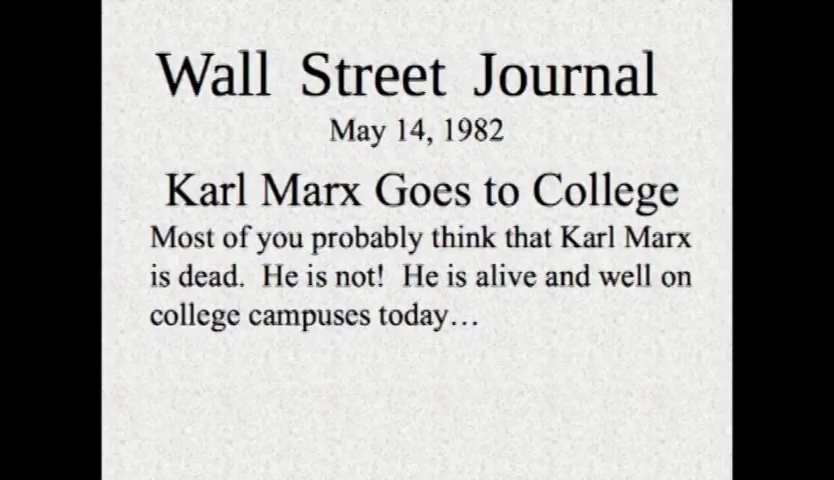 Wall Street Journal
May 14, 1982
Karl Marx Goes to College
Most of you probably think that Karl Marx
is dead. He is not! He is alive and well on
college campuses today…